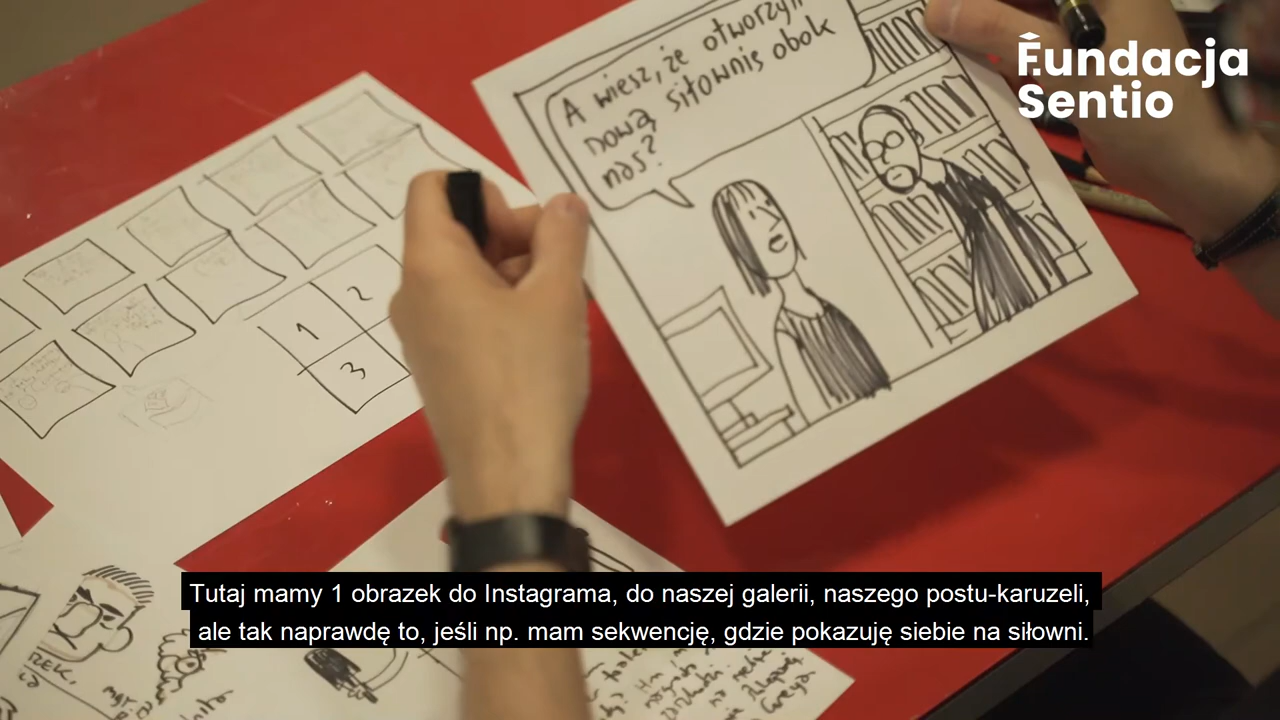 Fundacja
Sentio
A wiesz, że otworzyli
nową siłownię obok
nas?
1
2
3
Tutaj mamy 1 obrazek do Instagrama, do naszej galerii, naszego postu-karuzeli,
ale tak naprawdę to, jeśli np. mam sekwencję, gdzie pokazuję siebie na siłowni.